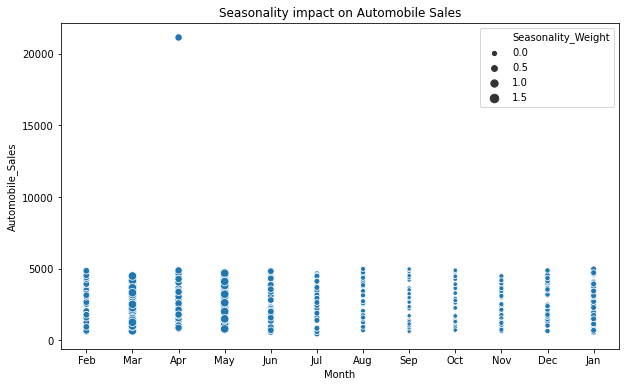 Seasonality impact on Automobile Sales
Seasonality_Weight
0.0
0.5
1.0
1.5
20000
15000
10000
5000
0
Automobile_Sales
Feb Mar Apr May Jun Jul Aug Sep Oct Nov Dec Jan
Month